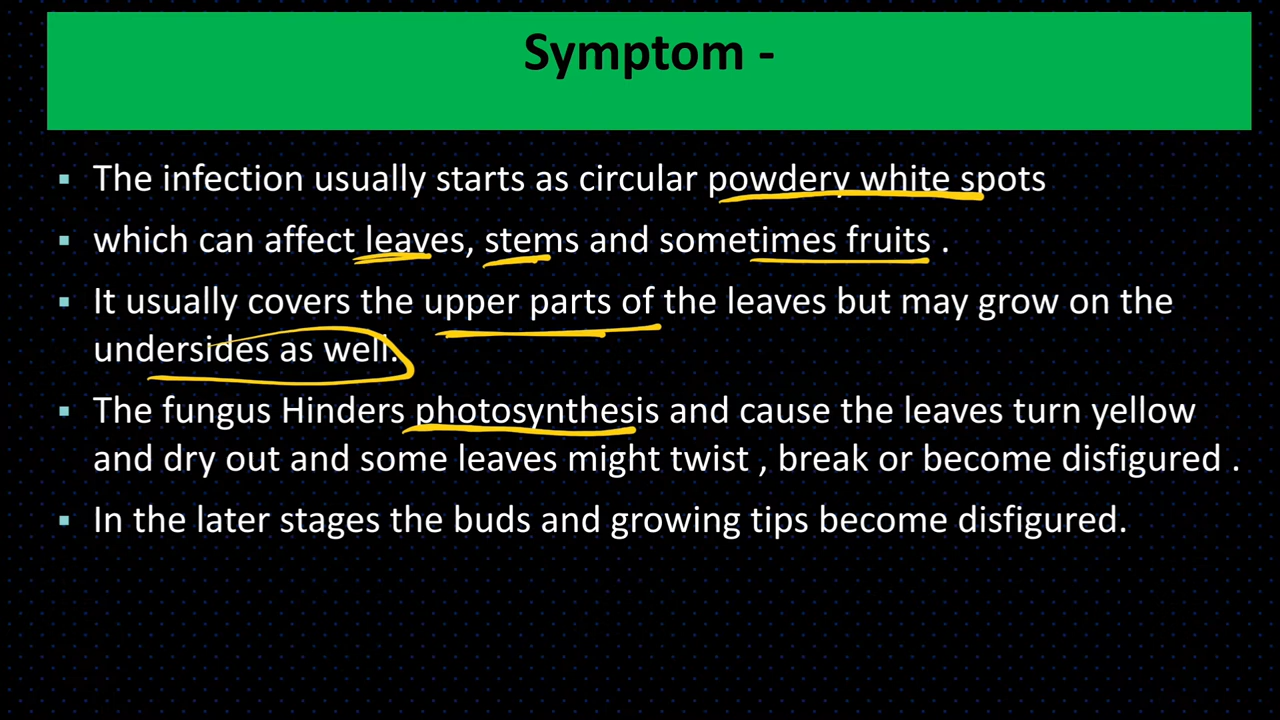 Symptom -
▪ The infection usually starts as circular powdery white spots
▪ which can affect leaves, stems and sometimes fruits .
▪ It usually covers the upper parts of the leaves but may grow on the
undersides as well.
▪ The fungus Hinders photosynthesis and cause the leaves turn yellow
and dry out and some leaves might twist , break or become disfigured .
▪ In the later stages the buds and growing tips become disfigured.